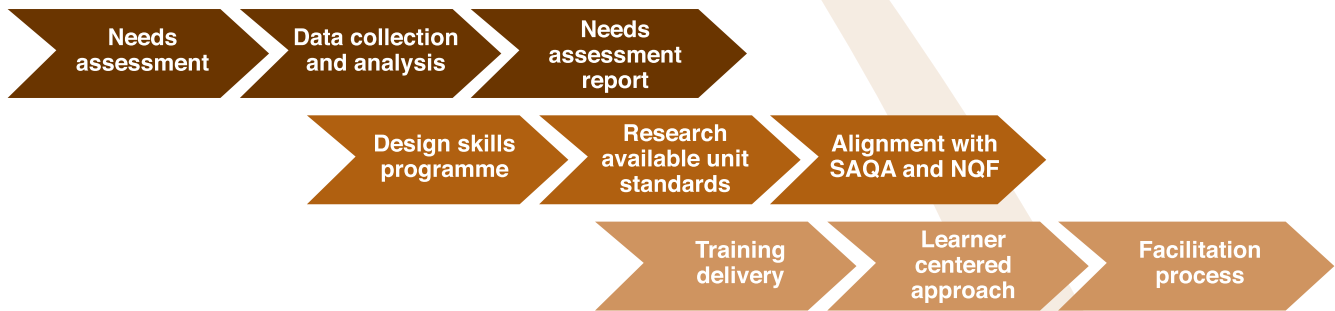 Needs
assessment
Data collection
and analysis
Needs
assessment
report
Design skills
programme
Research
available unit
standards
Alignment with
SAQA and NQF
Training
delivery
Learner
centered
approach
Facilitation
process